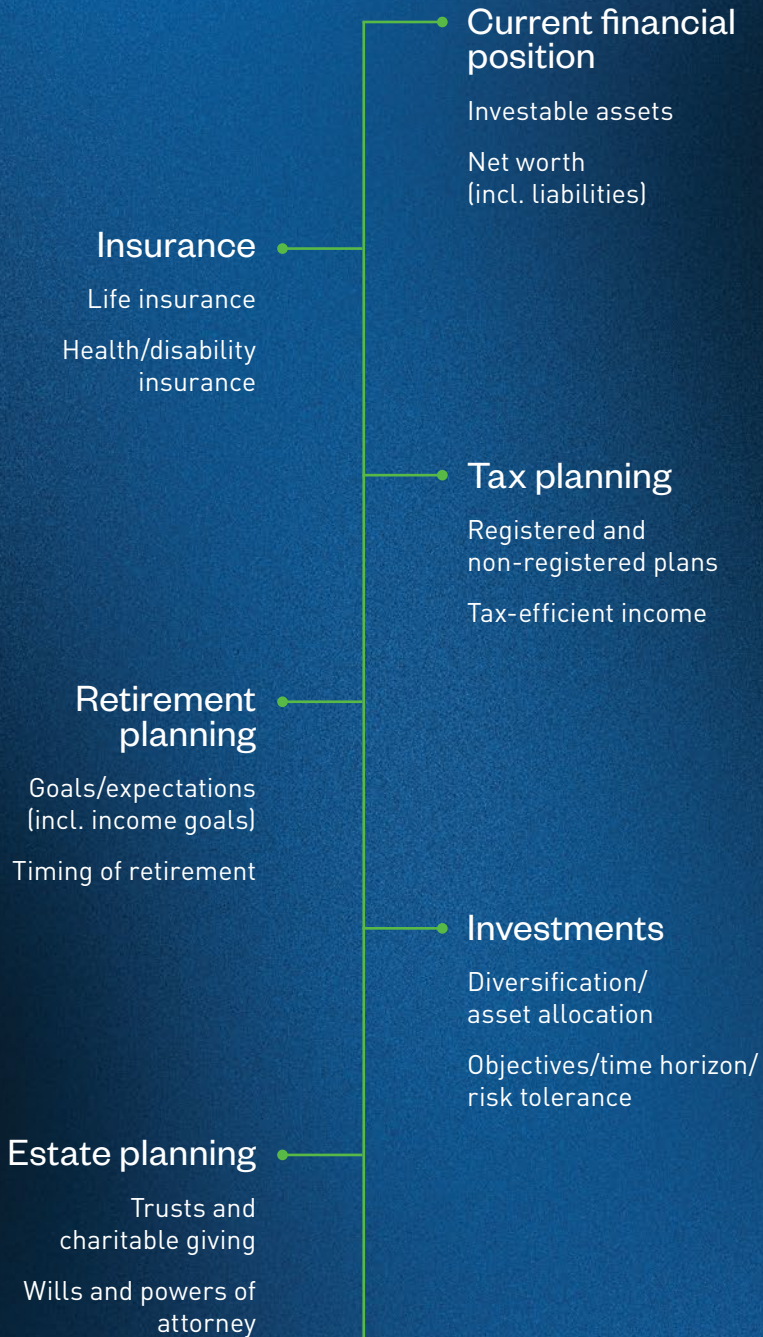 Current financial
position
Investable assets
Net worth
(incl. liabilities)
Insurance
Life insurance
Health/disability
insurance
Tax planning
Registered and
non-registered plans
Tax-efficient income
Retirement
planning
Goals/expectations
(incl. income goals)
Timing of retirement
Investments
Diversification/
asset allocation
Objectives/time horizon/
risk tolerance
Estate planning
Trusts and
charitable giving
Wills and powers of
attorney